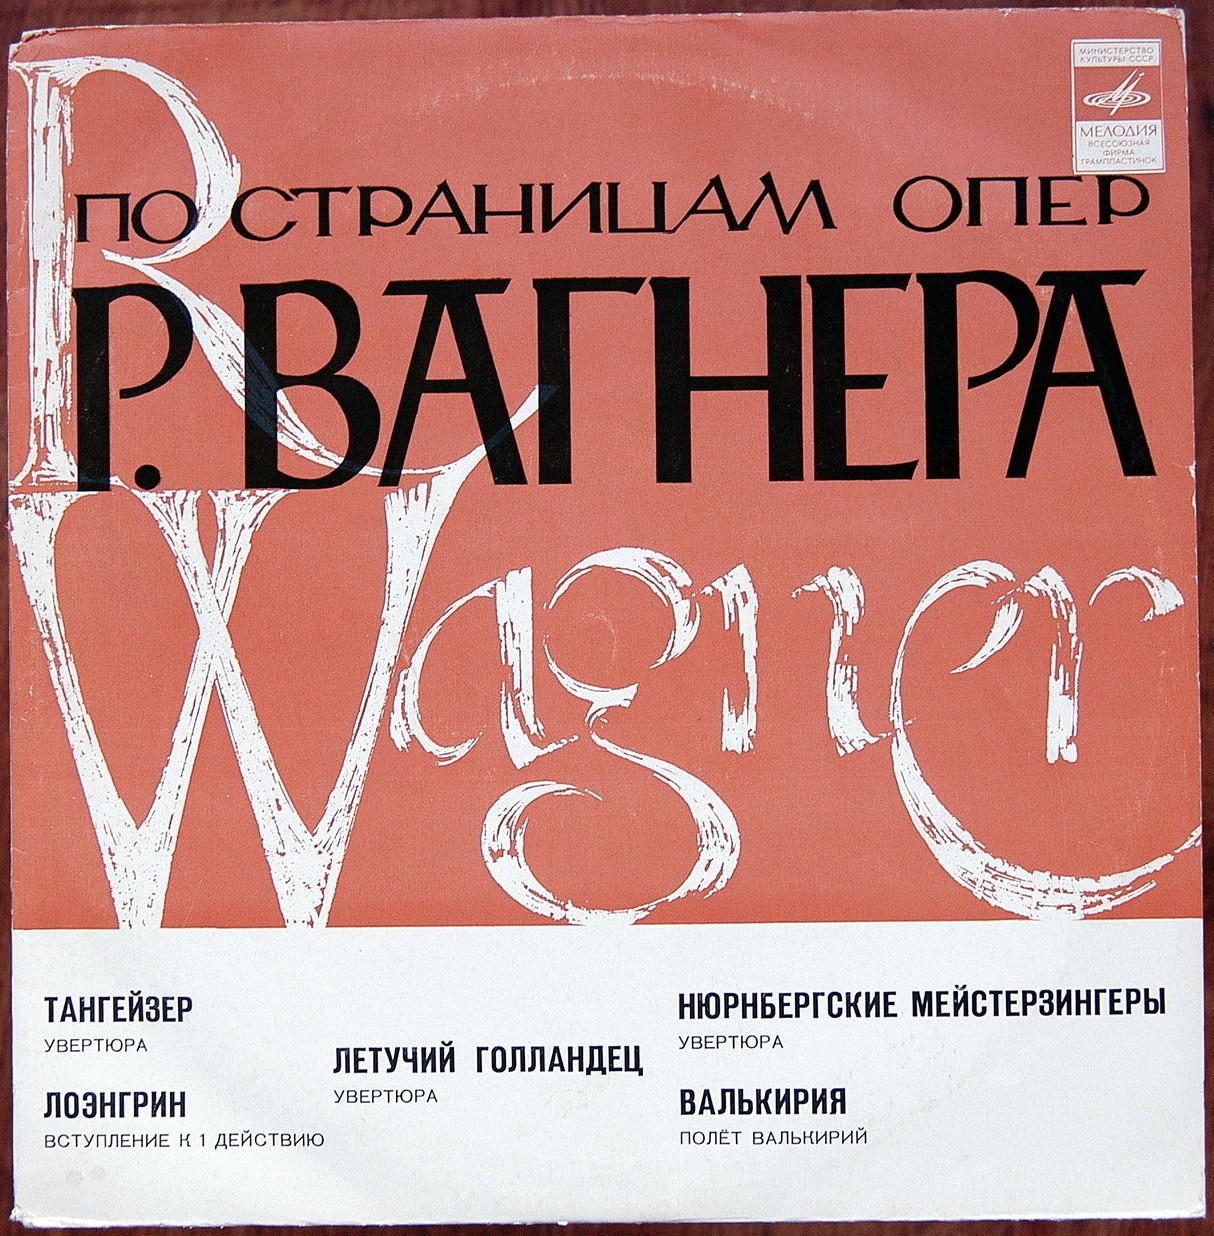 МИНИСТЕРСТВО
КУЛЬТУРЫ СССР
МЕЛОДИЯ
ВСЕСОЮЗНАЯ
ФИРМА
ГРАМПЛАСТИНОК
ПО СТРАНИЦАМ ОПЕР
Р. ВАГНЕРА
R
Wagner
ТАНГЕЙЗЕР
УВЕРТЮРА
ЛОЭНГРИН
ВСТУПЛЕНИЕ К 1 ДЕЙСТВИЮ
ЛЕТУЧИЙ ГОЛЛАНДЕЦ
УВЕРТЮРА
НЮРНБЕРГСКИЕ МЕЙСТЕРЗИНГЕРЫ
УВЕРТЮРА
ВАЛЬКИРИЯ
ПОЛЁТ ВАЛЬКИРИЙ